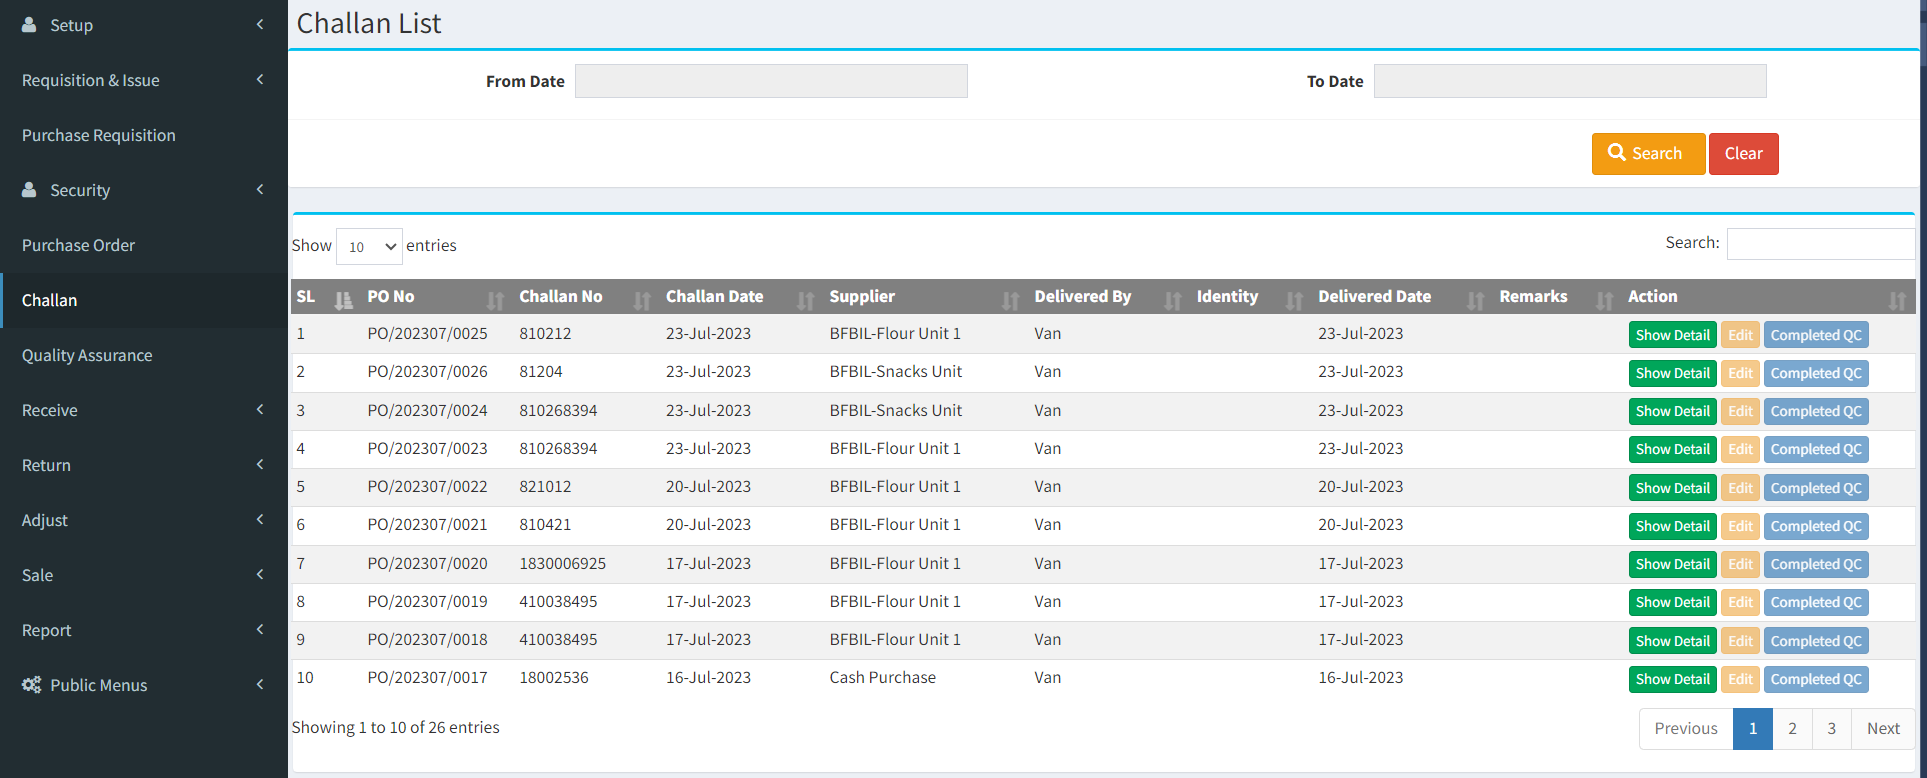 Setup
Requisition & Issue
Purchase Requisition
Security
Purchase Order
Challan
Quality Assurance
Receive
Return
Adjust
Sale
Report
Public Menus
Challan List
From Date To Date
Search Clear
Show 10 entries Search:
SL PO No Challan No Challan Date Supplier Delivered By Identity Delivered Date Remarks Action
1 PO/202307/0025 810212 23-Jul-2023 BFBIL-Flour Unit 1 Van 23-Jul-2023 Show Detail Edit Completed QC
2 PO/202307/0026 81204 23-Jul-2023 BFBIL-Snacks Unit Van 23-Jul-2023 Show Detail Edit Completed QC
3 PO/202307/0024 810268394 23-Jul-2023 BFBIL-Snacks Unit Van 23-Jul-2023 Show Detail Edit Completed QC
4 PO/202307/0023 810268394 23-Jul-2023 BFBIL-Flour Unit 1 Van 23-Jul-2023 Show Detail Edit Completed QC
5 PO/202307/0022 821012 20-Jul-2023 BFBIL-Flour Unit 1 Van 20-Jul-2023 Show Detail Edit Completed QC
6 PO/202307/0021 810421 20-Jul-2023 BFBIL-Flour Unit 1 Van 20-Jul-2023 Show Detail Edit Completed QC
7 PO/202307/0020 1830006925 17-Jul-2023 BFBIL-Flour Unit 1 Van 17-Jul-2023 Show Detail Edit Completed QC
8 PO/202307/0019 410038495 17-Jul-2023 BFBIL-Flour Unit 1 Van 17-Jul-2023 Show Detail Edit Completed QC
9 PO/202307/0018 410038495 17-Jul-2023 BFBIL-Flour Unit 1 Van 17-Jul-2023 Show Detail Edit Completed QC
10 PO/202307/0017 18002536 16-Jul-2023 Cash Purchase Van 16-Jul-2023 Show Detail Edit Completed QC
Showing 1 to 10 of 26 entries Previous 1 2 3 Next